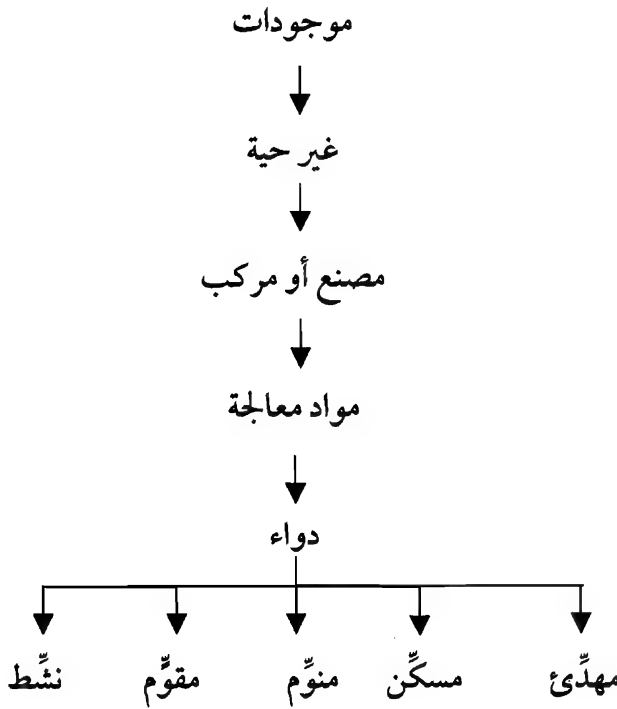 موجودات
غير حية
مصنع أو مركب
مواد معالجة
دواء
مهدِّئ مسكِّن منوِّم مقوٍّم نشِّط